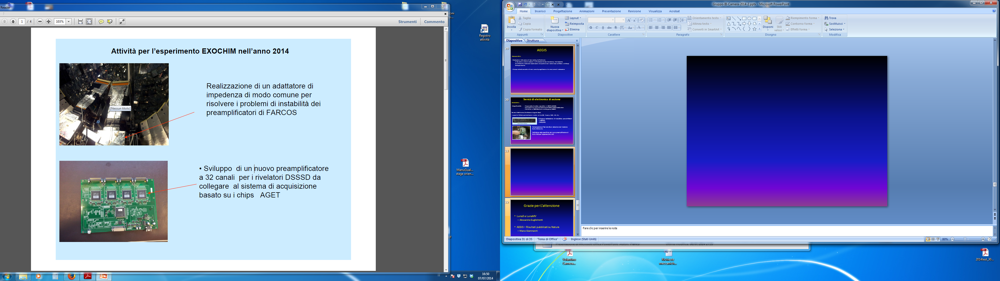 Reader
1 / 4
103%
Strumenti
Commento
Attività per l'esperimento EXOCHIM nell'anno 2014
[Nessun titolo]
Realizzazione di un adattatore di
impedenza di modo comune per
risolvere i problemi di instabilità dei
preamplificatori di FARCOS
• Sviluppo di un nuovo preamplificatore
a 32 canali per i rivelatori DSSSD da
collegare al sistema di acquisizione
basato su i chips AGET
Registro
attività
ManuGual...
stage orien...
IT
16:50
07/07/2014
Gruppo-III-Camera-2014-2.pptx - Microsoft PowerPoint
Home
Inserisci
Progettazione
Animazioni
Presentazione
Revisione
Visualizza
Acrobat
Incolla
Taglia
Copia
Copia formato
Appunti
Nuova
diapositiva
Layout
Reimposta
Elimina
Diapositive
Carattere
Orientamento testo
Allinea testo
Converti in SmartArt
Paragrafo
Disponi
Stili
veloci
Riempimento forma
Contorno forma
Effetti forma
Disegno
Trova
Sostituisci
Seleziona
Modifica
Diapositive
Struttura
29
AEGIS
30
Servizi di elettronica di sezione
31
32
Grazie per L'attenzione
• Luna3 e LunaMV
– Alessandra Guglielmetti
• AEGIS – Risultati pubblicati su Nature
– Marco Giammarchi
Fare clic per inserire le note
Diapositiva 31 di 35
"Tema di Office"
Inglese (Stati Uniti)
80%
Volantino
Camera...
Richieste
meccanich...
2014test_30...